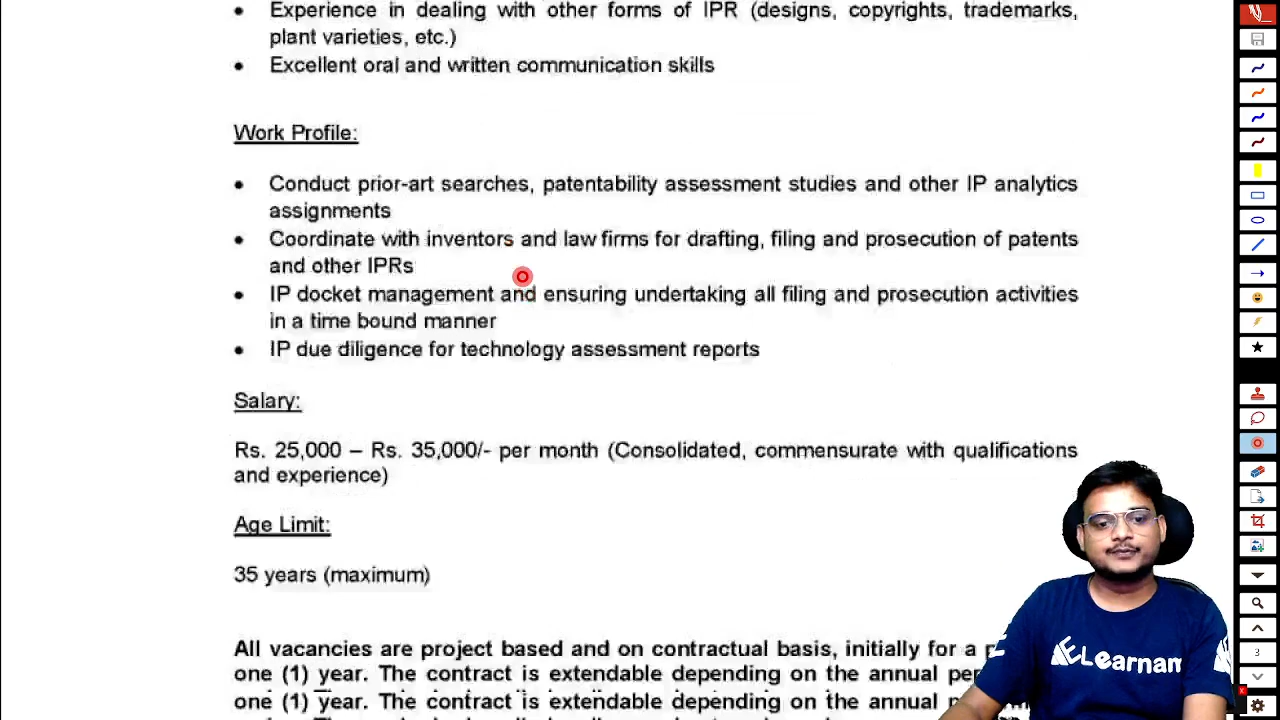 • Experience in dealing with other forms of IPR (designs, copyrights, trademarks,
plant varieties, etc.)
• Excellent oral and written communication skills
Work Profile:
• Conduct prior-art searches, patentability assessment studies and other IP analytics
assignments
• Coordinate with inventors and law firms for drafting, filing and prosecution of patents
and other IPRs
• IP docket management and ensuring undertaking all filing and prosecution activities
in a time bound manner
• IP due diligence for technology assessment reports
Salary:
Rs. 25,000 – Rs. 35,000/- per month (Consolidated, commensurate with qualifications
and experience)
Age Limit:
35 years (maximum)
All vacancies are project based and on contractual basis, initially for a
one (1) year. The contract is extendable depending on the annual
one (1) year. The contract is extendable depending on the annual
Learnam
3